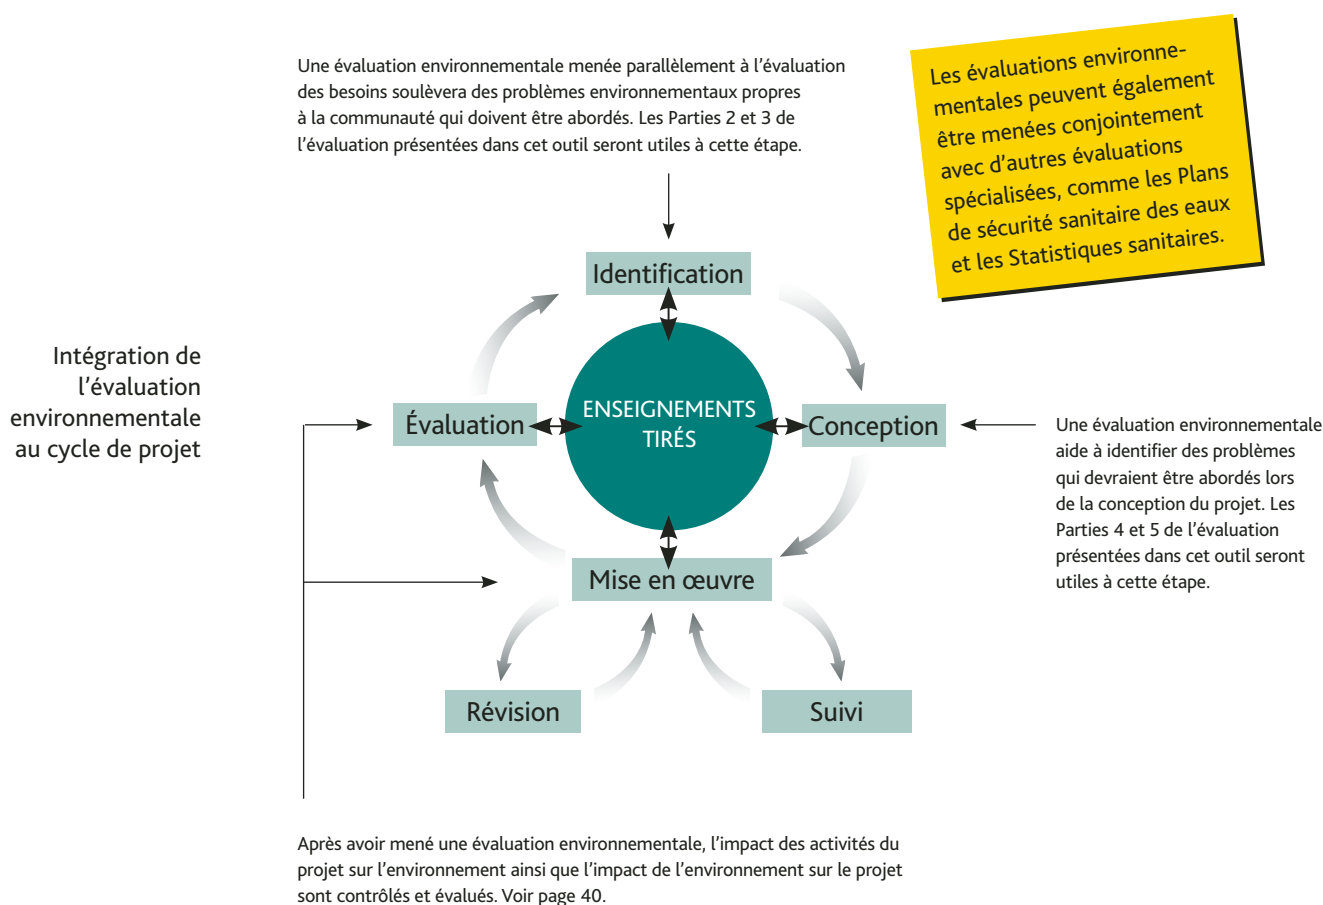 Une évaluation environnementale menée parallèlement à l'évaluation
des besoins soulèvera des problèmes environnementaux propres
à la communauté qui doivent être abordés. Les Parties 2 et 3 de
l'évaluation présentées dans cet outil seront utiles à cette étape.
Les évaluations environne-
mentales peuvent également
être menées conjointement
avec d'autres évaluations
spécialisées, comme les Plans
de sécurité sanitaire des eaux
et les Statistiques sanitaires.
Intégration de
l'évaluation
environnementale
au cycle de projet
Identification
Évaluation
ENSEIGNEMENTS
TIRÉS
Conception
Une évaluation environnementale
aide à identifier des problèmes
qui devraient être abordés lors
de la conception du projet. Les
Parties 4 et 5 de l'évaluation
présentées dans cet outil seront
utiles à cette étape.
Mise en œuvre
Révision
Suivi
Après avoir mené une évaluation environnementale, l'impact des activités du
projet sur l'environnement ainsi que l'impact de l'environnement sur le projet
sont contrôlés et évalués. Voir page 40.